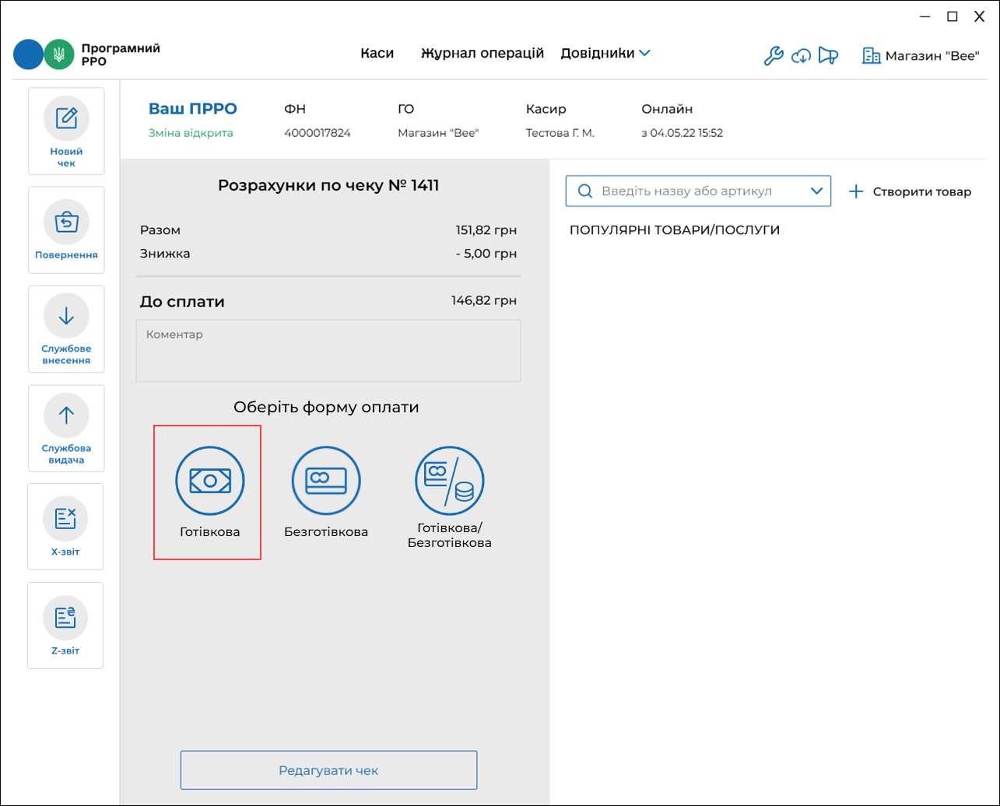 Програмний
РРО
Каси
Журнал операцій
Довідники
Магазин "Bee"
Новий
чек
Повернення
Службове
внесення
Службова
видача
X-звіт
Z-звіт
Ваш ПРРО
Зміна відкрита
ФН
4000017824
ГО
Магазин "Bee"
Касир
Тестова Г. М.
Онлайн
з 04.05.22 15:52
Розрахунки по чеку № 1411
Разом 151,82 грн
Знижка - 5,00 грн
До сплати 146,82 грн
Коментар
Оберіть форму оплати
Готівкова
Безготівкова
Готівкова/
Безготівкова
Редагувати чек
Введіть назву або артикул
Створити товар
ПОПУЛЯРНІ ТОВАРИ/ПОСЛУГИ